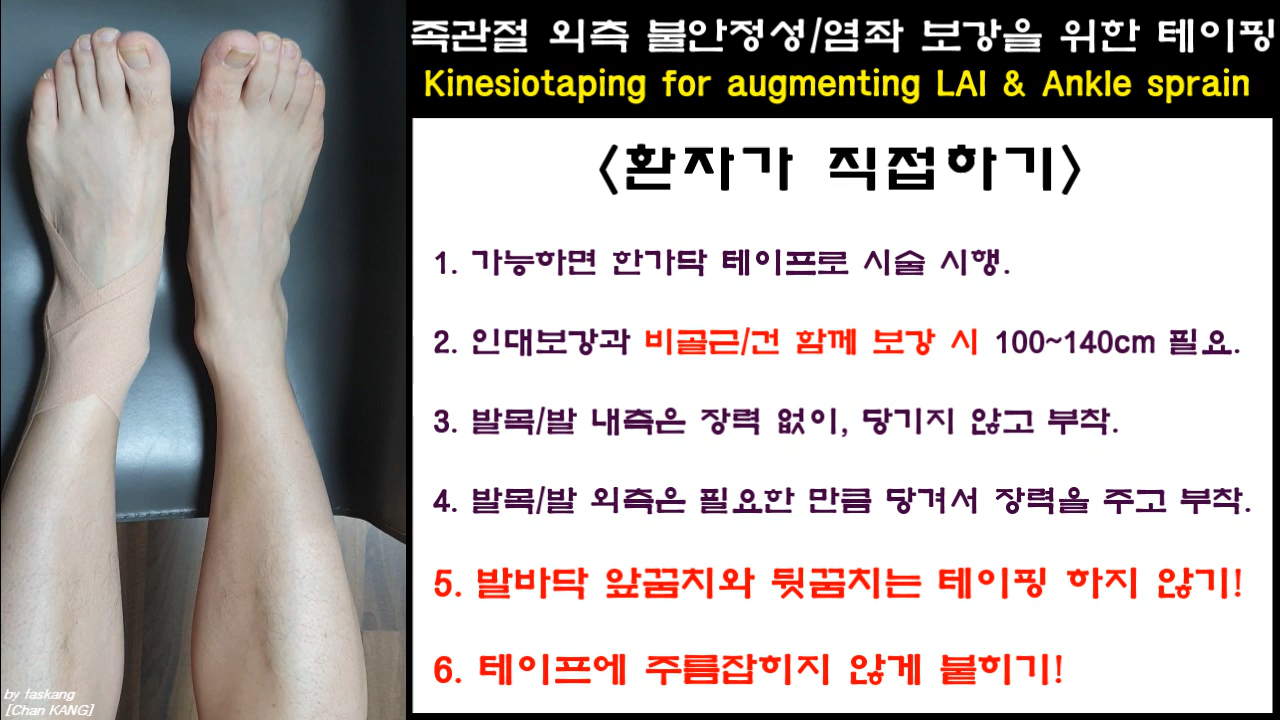 족관절 외측 불안정성/염좌 보강을 위한 테이핑
Kinesiotaping for augmenting LAI & Ankle sprain
<환자가 직접하기>
1. 가능하면 한가닥 테이프로 시술 시행.
2. 인대보강과 비골근/건 함께 보강 시 100~140cm 필요.
3. 발목/발 내측은 장력 없이, 당기지 않고 부착.
4. 발목/발 외측은 필요한 만큼 당겨서 장력을 주고 부착.
5. 발바닥 앞꿈치와 뒷꿈치는 테이핑 하지 않기!
6. 테이프에 주름잡히지 않게 붙히기!
by faskang
[Chan KANG]